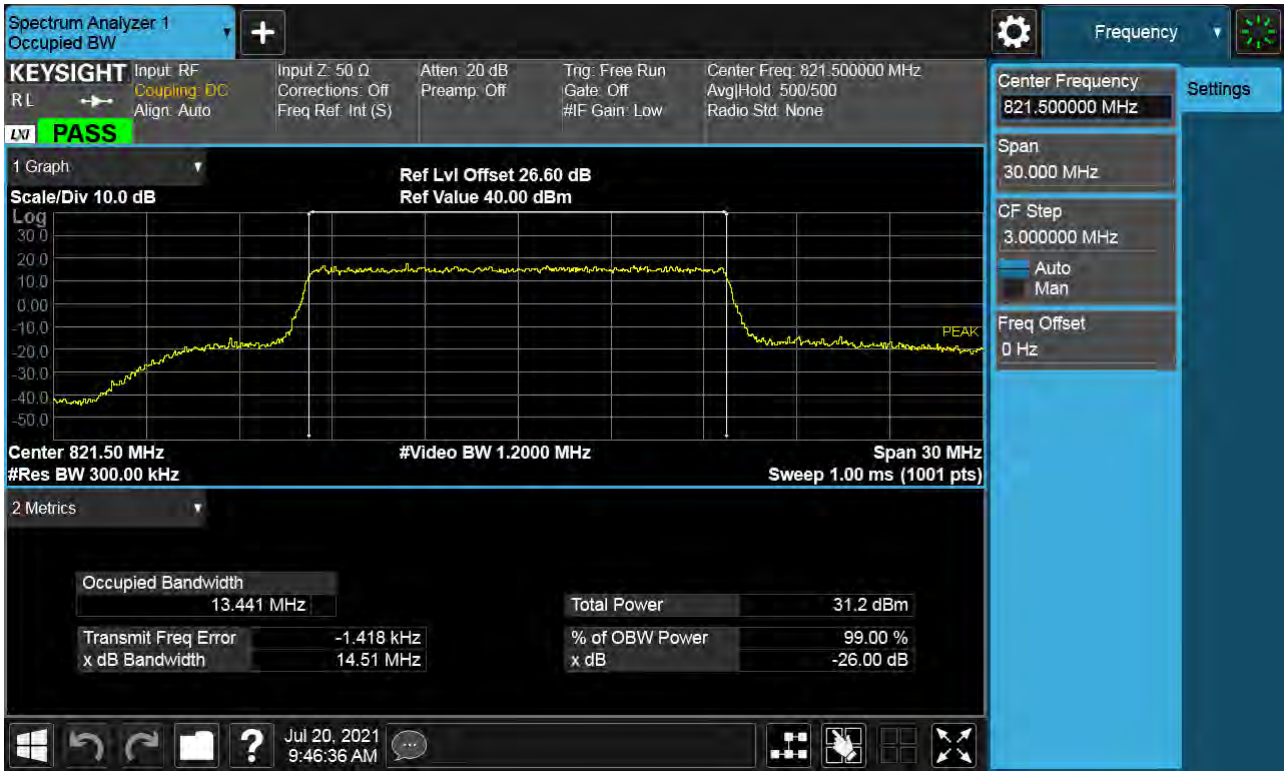 Spectrum Analyzer 1
Occupied BW
+
Frequency
KEYSIGHT
Input: RF
Coupling: DC
Align: Auto
Input Z: 50 Ω
Corrections: Off
Freq Ref: Int (S)
Atten: 20 dB
Preamp: Off
Trig: Free Run
Gate: Off
#IF Gain: Low
Center Freq: 821.500000 MHz
Avg|Hold: 500/500
Radio Std: None
RL
LXI
PASS
Center Frequency
821.500000 MHz
Settings
Span
30.000 MHz
CF Step
3.000000 MHz
Auto
Man
Freq Offset
0 Hz
1 Graph
Scale/Div 10.0 dB
Ref Lvl Offset 26.60 dB
Ref Value 40.00 dBm
Log
30.0
20.0
10.0
0.00
-10.0
-20.0
-30.0
-40.0
-50.0
PEAK
Center 821.50 MHz
#Video BW 1.2000 MHz
Span 30 MHz
#Res BW 300.00 kHz
Sweep 1.00 ms (1001 pts)
2 Metrics
Occupied Bandwidth
13.441 MHz
Total Power 31.2 dBm
Transmit Freq Error -1.418 kHz
% of OBW Power 99.00 %
x dB Bandwidth 14.51 MHz
x dB -26.00 dB
?
Jul 20, 2021
9:46:36 AM